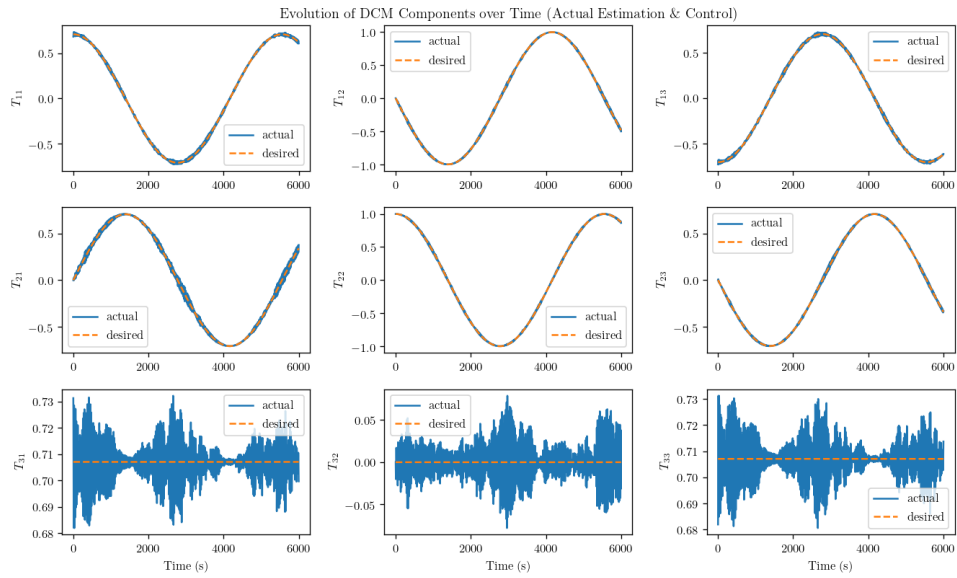 Evolution of DCM Components over Time (Actual Estimation & Control)
T11
0.5
0.0
−0.5
0
2000
4000
6000
actual
desired
T12
1.0
0.5
0.0
−0.5
−1.0
0
2000
4000
6000
actual
desired
T13
0.5
0.0
−0.5
0
2000
4000
6000
actual
desired
T21
0.5
0.0
−0.5
0
2000
4000
6000
actual
desired
T22
1.0
0.5
0.0
−0.5
−1.0
0
2000
4000
6000
actual
desired
T23
0.5
0.0
−0.5
0
2000
4000
6000
actual
desired
T31
0.73
0.72
0.71
0.70
0.69
0.68
0
2000
4000
6000
actual
desired
Time (s)
T32
0.05
0.00
−0.05
0
2000
4000
6000
actual
desired
Time (s)
T33
0.73
0.72
0.71
0.70
0.69
0.68
0
2000
4000
6000
actual
desired
Time (s)